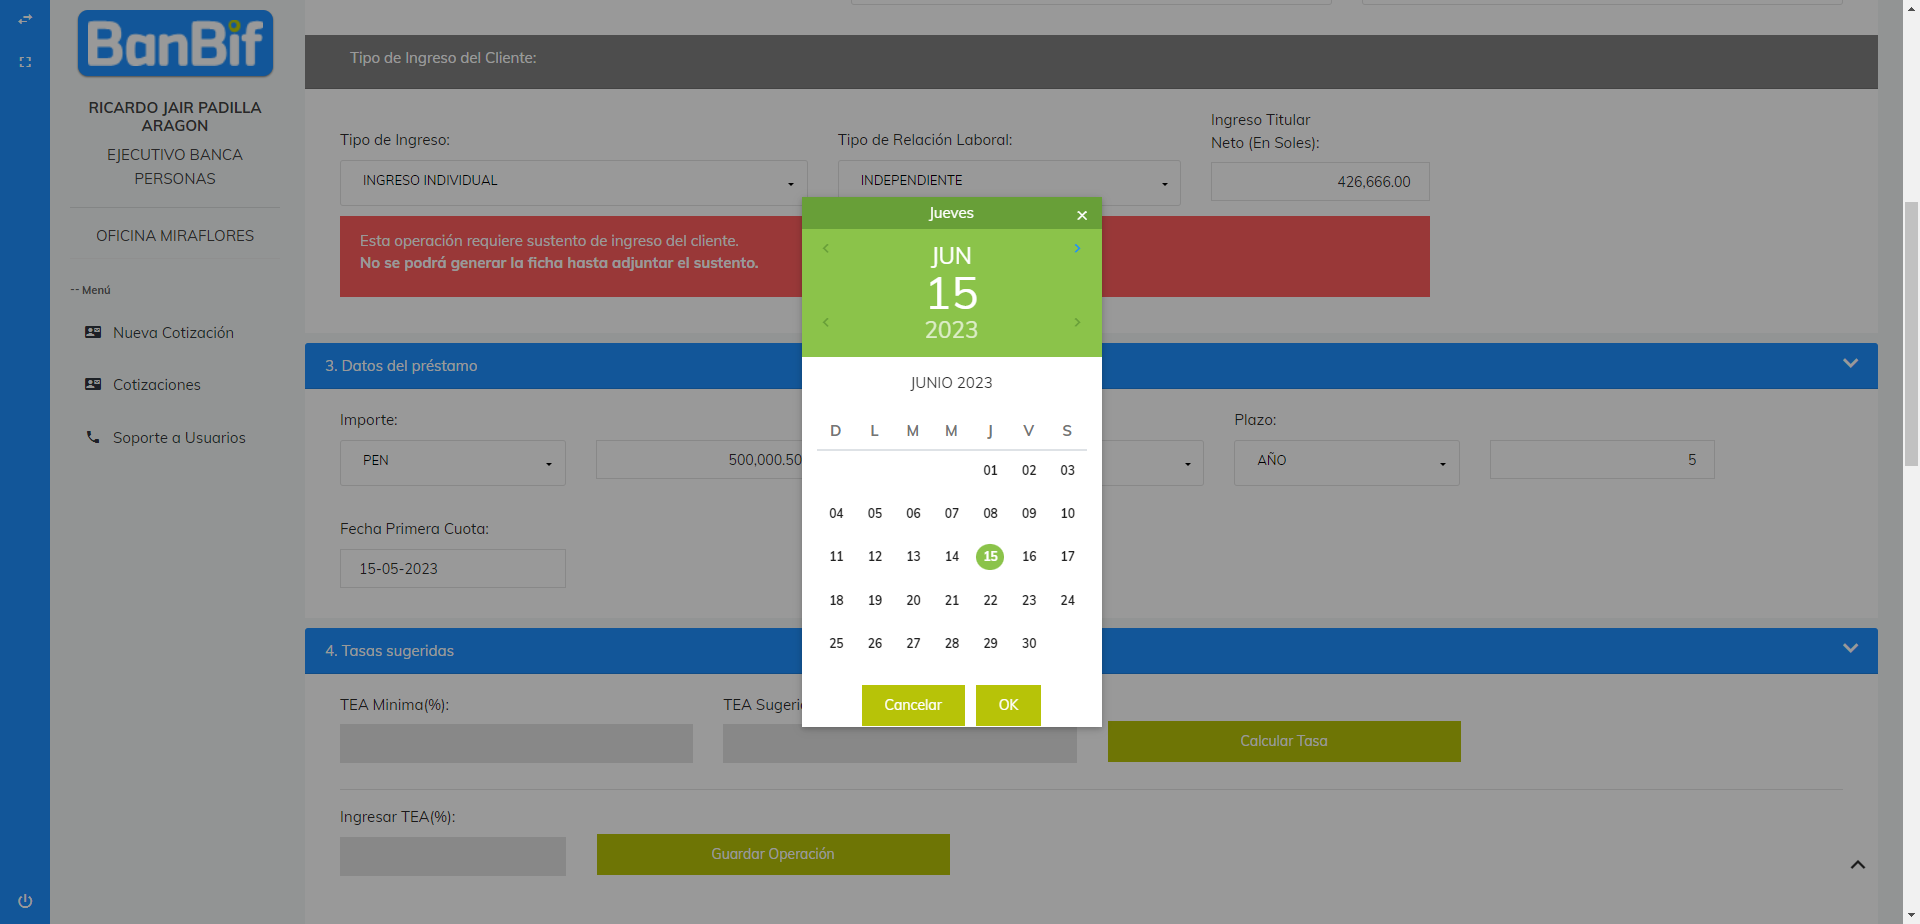 BanBif
RICARDO JAIR PADILLA
ARAGON
EJECUTIVO BANCA
PERSONAS
OFICINA MIRAFLORES
-- Menú
Nueva Cotización
Cotizaciones
Soporte a Usuarios
Tipo de Ingreso del Cliente:
Tipo de Ingreso:
INGRESO INDIVIDUAL
Tipo de Relación Laboral:
INDEPENDIENTE
Ingreso Titular
Neto (En Soles):
426,666.00
Esta operación requiere sustento de ingreso del cliente.
No se podrá generar la ficha hasta adjuntar el sustento.
3. Datos del préstamo
Importe:
PEN
500,000.50
Plazo:
AÑO
5
Fecha Primera Cuota:
15-05-2023
4. Tasas sugeridas
TEA Minima(%):
TEA Sugeri
Calcular Tasa
Ingresar TEA(%):
Guardar Operación
Jueves
×
JUN
15
2023
JUNIO 2023
D L M M J V S
01 02 03
04 05 06 07 08 09 10
11 12 13 14 15 16 17
18 19 20 21 22 23 24
25 26 27 28 29 30
Cancelar OK